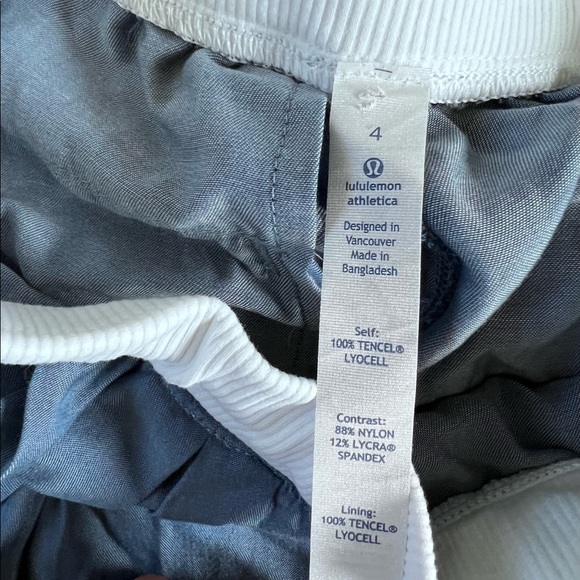 4
lululemon
athletica
Designed in
Vancouver
Made in
Bangladesh
Self:
100% TENCEL®
LYOCELL
Contrast:
88% NYLON
12% LYCRA®
SPANDEX
Lining:
100% TENCEL®
LYOCELL